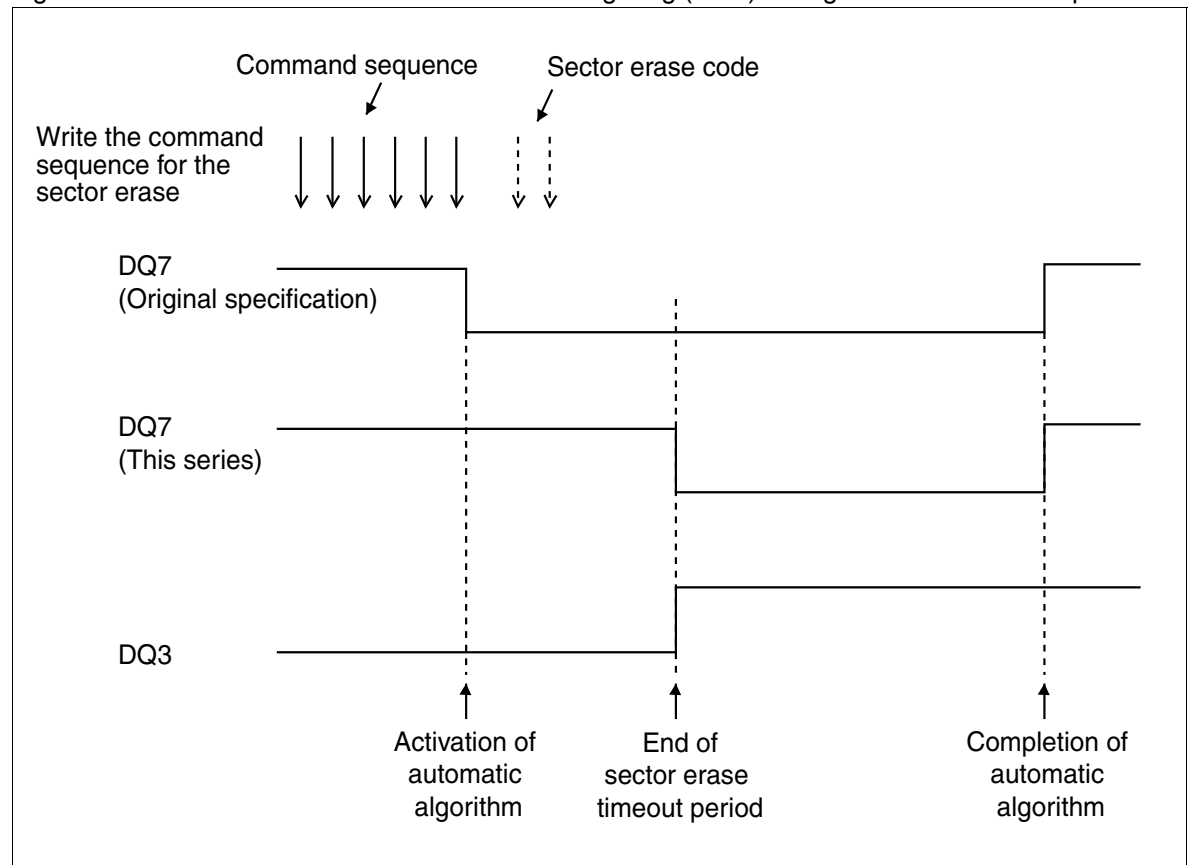 Command sequence
Sector erase code
Write the command
sequence for the
sector erase
DQ7
(Original specification)
DQ7
(This series)
DQ3
Activation of
automatic
algorithm
End of
sector erase
timeout period
Completion of
automatic
algorithm